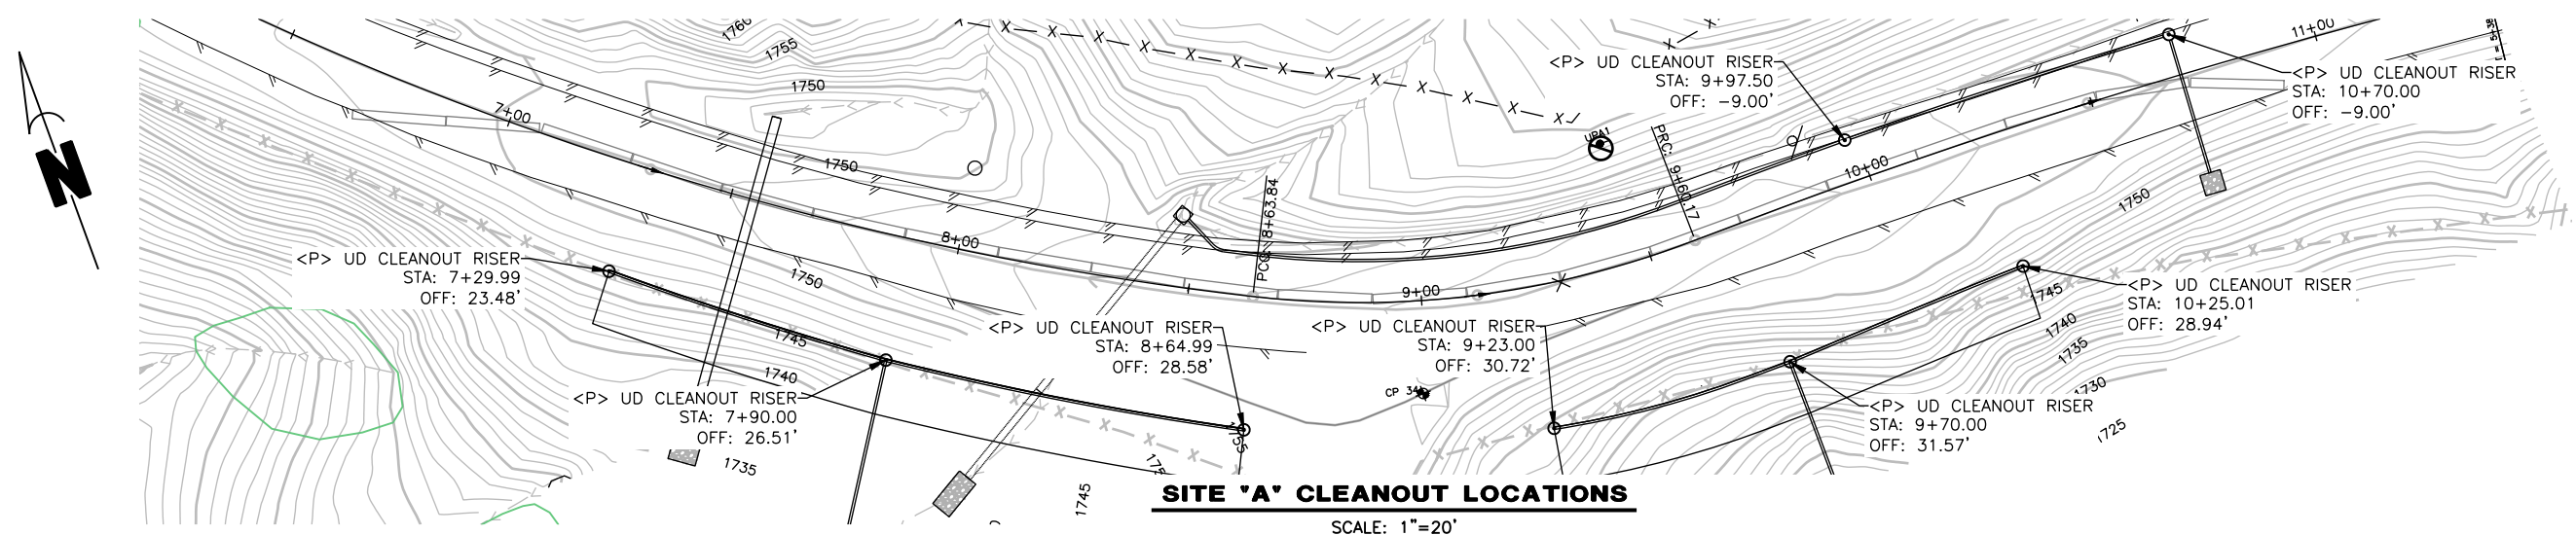 1760
1755
1750
7+00
1750
8+00
1750
N
<P> UD CLEANOUT RISER
STA: 7+29.99
OFF: 23.48'
1745
1740
<P> UD CLEANOUT RISER
STA: 7+90.00
OFF: 26.51'
1735
<P> UD CLEANOUT RISER
STA: 8+64.99
OFF: 28.58'
PCC: 8+63.84
9+00
<P> UD CLEANOUT RISER
STA: 9+23.00
OFF: 30.72'
1745
<P> UD CLEANOUT RISER
STA: 9+97.50
OFF: -9.00'
UPA1
PRC: 9+60.17
10+00
11+00
<P> UD CLEANOUT RISER
STA: 10+70.00
OFF: -9.00'
1750
<P> UD CLEANOUT RISER
STA: 10+25.01
OFF: 28.94'
1745
1740
1735
1730
1725
<P> UD CLEANOUT RISER
STA: 9+70.00
OFF: 31.57'
SITE "A" CLEANOUT LOCATIONS
SCALE: 1"=20'